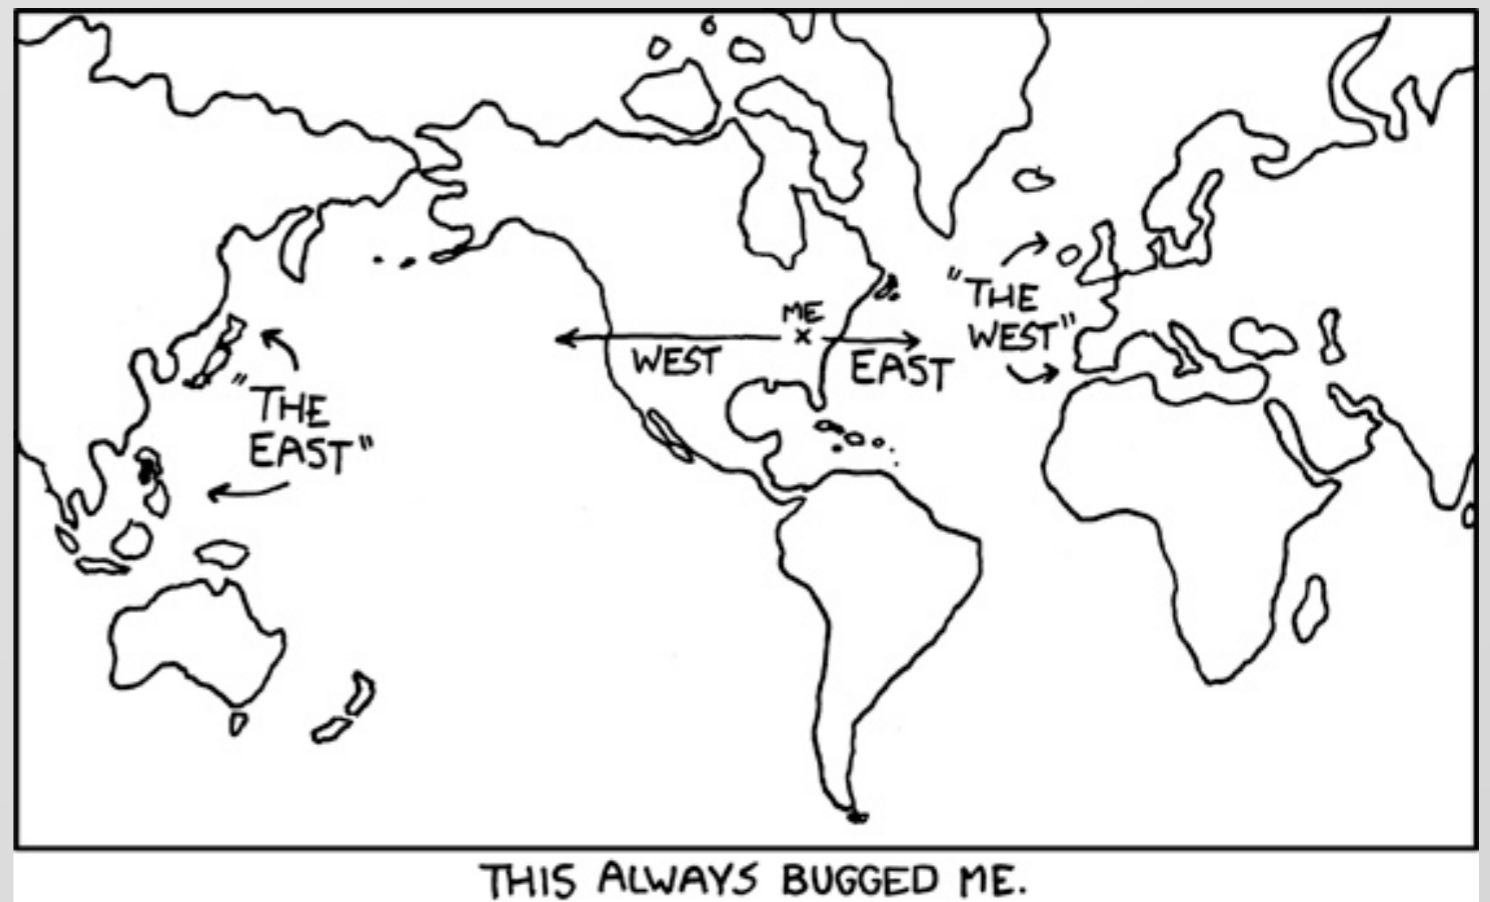 ME
"THE
WEST"
WEST
EAST
"THE
EAST"
THIS ALWAYS BUGGED ME.